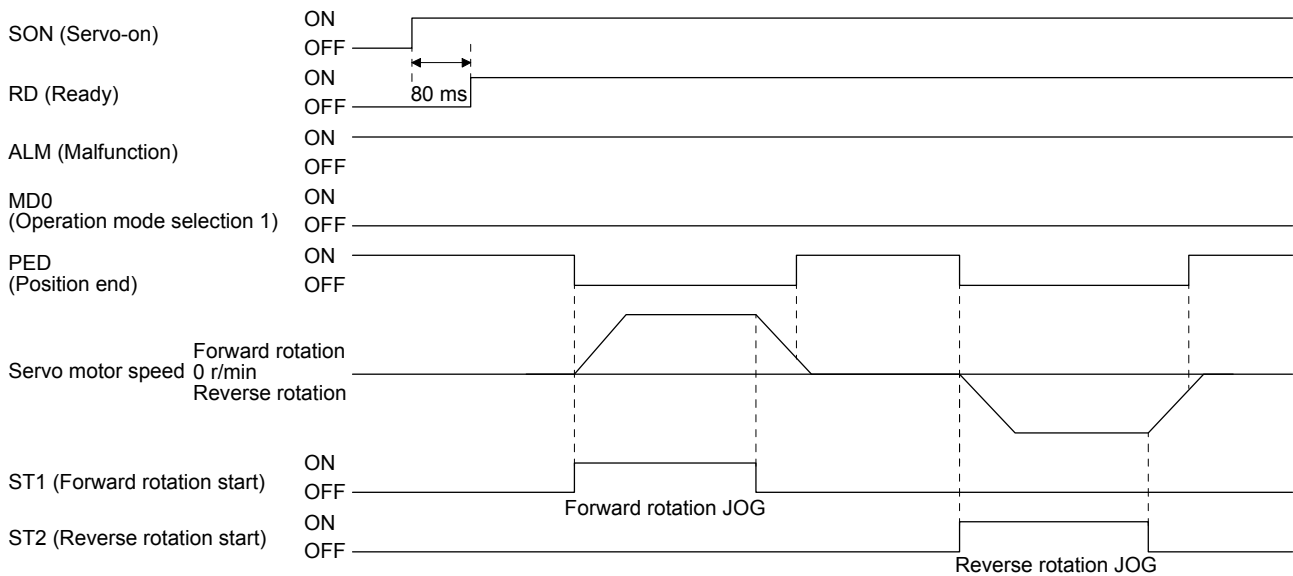 SON (Servo-on)
ON
OFF
RD (Ready)
ON
OFF
80 ms
ALM (Malfunction)
ON
OFF
MD0
(Operation mode selection 1)
ON
OFF
PED
(Position end)
ON
OFF
Servo motor speed
Forward rotation
0 r/min
Reverse rotation
ST1 (Forward rotation start)
ON
OFF
Forward rotation JOG
ST2 (Reverse rotation start)
ON
OFF
Reverse rotation JOG